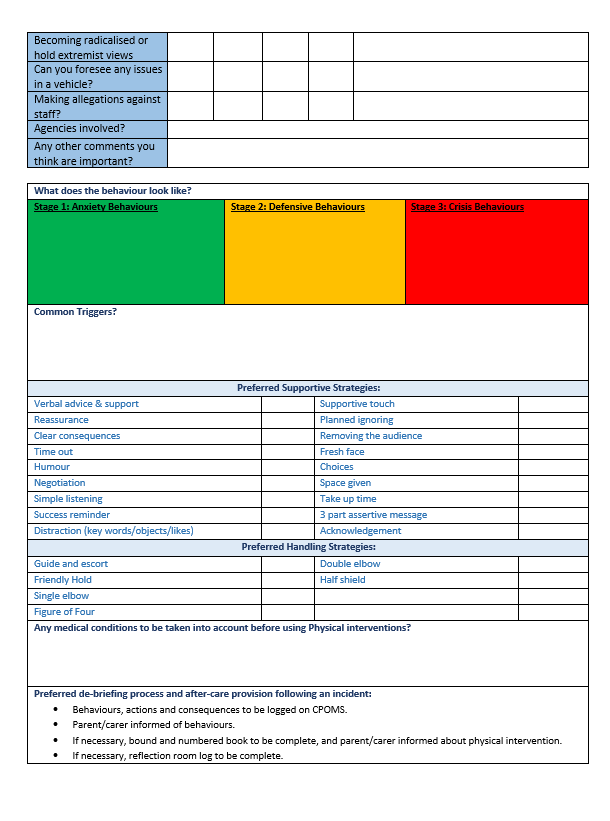 Becoming radicalised or
hold extremist views
Can you foresee any issues
in a vehicle?
Making allegations against
staff?
Agencies involved?
Any other comments you
think are important?
What does the behaviour look like?
Stage 1: Anxiety Behaviours
Stage 2: Defensive Behaviours
Stage 3: Crisis Behaviours
Common Triggers?
Preferred Supportive Strategies:
Verbal advice & support
Supportive touch
Reassurance
Planned ignoring
Clear consequences
Removing the audience
Time out
Fresh face
Humour
Choices
Negotiation
Space given
Simple listening
Take up time
Success reminder
3 part assertive message
Distraction (key words/objects/likes)
Acknowledgement
Preferred Handling Strategies:
Guide and escort
Double elbow
Friendly Hold
Half shield
Single elbow
Figure of Four
Any medical conditions to be taken into account before using Physical interventions?
Preferred de-briefing process and after-care provision following an incident:
• Behaviours, actions and consequences to be logged on CPOMS.
• Parent/carer informed of behaviours.
• If necessary, bound and numbered book to be complete, and parent/carer informed about physical intervention.
• If necessary, reflection room log to be complete.